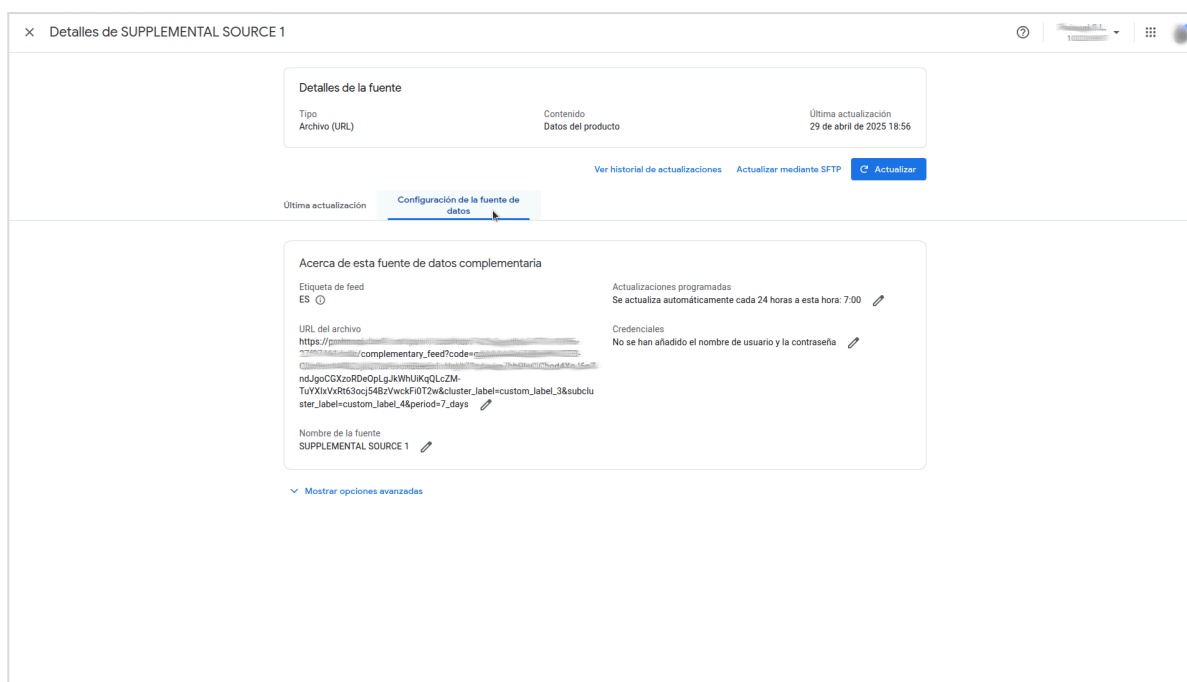 Detalles de SUPPLEMENTAL SOURCE 1
Detalles de la fuente
Tipo
Archivo (URL)
Contenido
Datos del producto
Última actualización
29 de abril de 2025 18:56
Ver historial de actualizaciones
Actualizar mediante SFTP
Actualizar
Última actualización
Configuración de la fuente de
datos
Acerca de esta fuente de datos complementaria
Etiqueta de feed
ES
URL del archivo
https://
/complementary_feed?code=
ndJgoCGXzoRDeOpLgJkWhUiKqQLcZM-
TuYXlxVxRt63ocj54BzVwckFi0T2w&cluster_label=custom_label_3&subclu
ster_label=custom_label_4&period=7_days
Nombre de la fuente
SUPPLEMENTAL SOURCE 1
Actualizaciones programadas
Se actualiza automáticamente cada 24 horas a esta hora: 7:00
Credenciales
No se han añadido el nombre de usuario y la contraseña
Mostrar opciones avanzadas